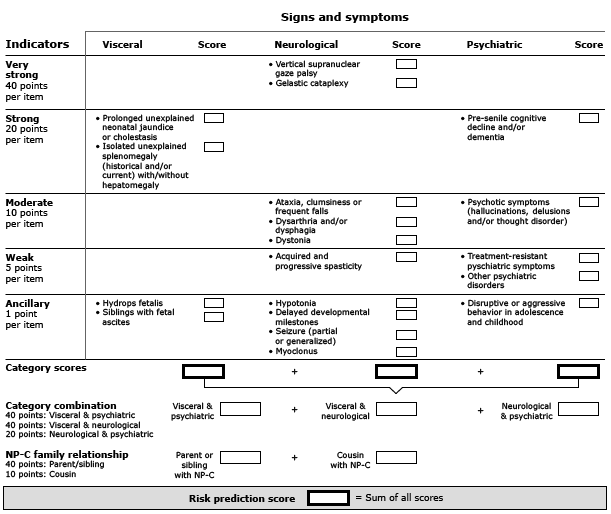 Signs and symptoms
Indicators Visceral Score Neurological Score Psychiatric Score
Very
strong
40 points
per item
• Vertical supranuclear
gaze palsy
• Gelastic cataplexy
Strong
20 points
per item
• Prolonged unexplained
neonatal jaundice
or cholestasis
• Isolated unexplained
splenomegaly
(historical and/or
current) with/without
hepatomegaly
• Pre-senile cognitive
decline and/or
dementia
Moderate
10 points
per item
• Ataxia, clumsiness or
frequent falls
• Dysarthria and/or
dysphagia
• Dystonia
• Psychotic symptoms
(hallucinations, delusions
and/or thought disorder)
Weak
5 points
per item
• Acquired and
progressive spasticity
• Treatment-resistant
pyschiatric symptoms
• Other psychiatric
disorders
Ancillary
1 point
per item
• Hydrops fetalis
• Siblings with fetal
ascites
• Hypotonia
• Delayed developmental
milestones
• Seizure (partial
or generalized)
• Myoclonus
• Disruptive or aggressive
behavior in adolescence
and childhood
Category scores + +
Category combination
40 points: Visceral & psychiatric
40 points: Visceral & neurological
20 points: Neurological & psychiatric
Visceral &
psychiatric
+
Visceral &
neurological
+
Neurological
& psychiatric
NP-C family relationship
40 points: Parent/sibling
10 points: Cousin
Parent or
sibling
with NP-C
+
Cousin
with NP-C
Risk prediction score = Sum of all scores